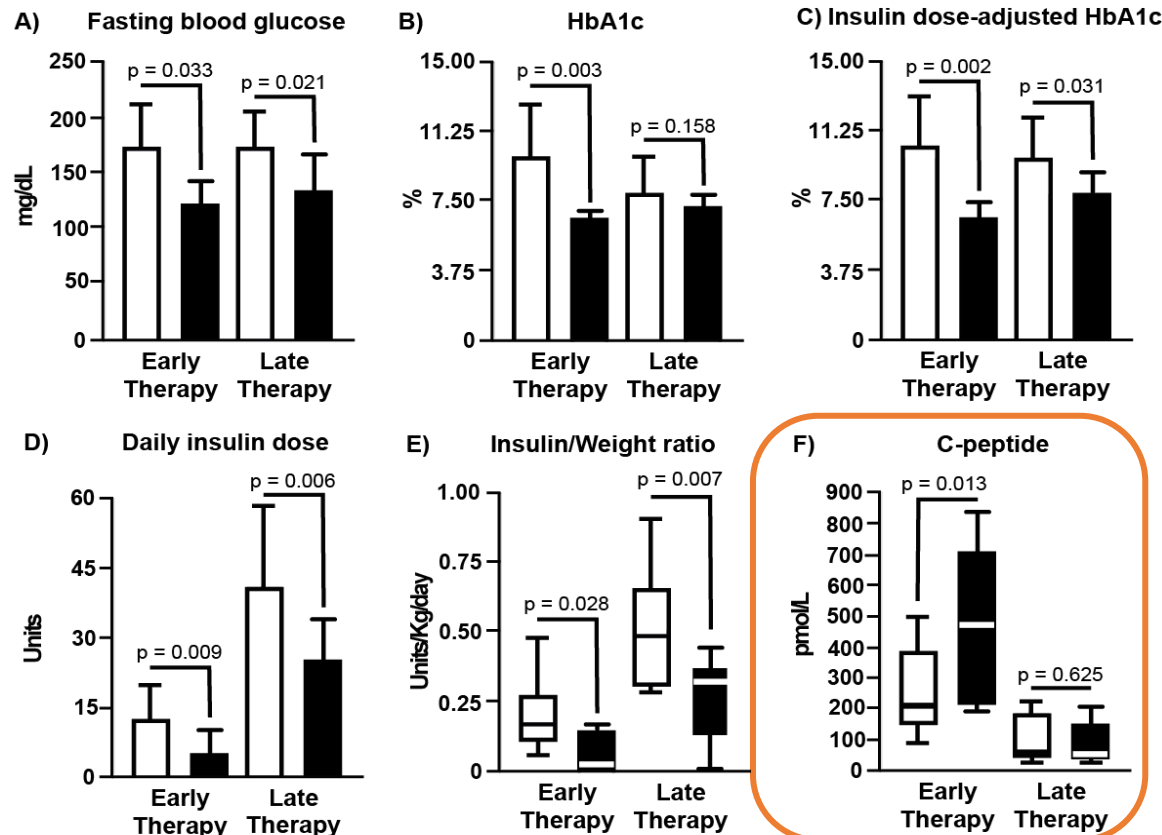 A) Fasting blood glucose
250
200
150
100
50
0
mg/dL
p = 0.033
p = 0.021
Early Therapy
Late Therapy
B) HbA1c
15.00
11.25
7.50
3.75
0
%
p = 0.003
p = 0.158
Early Therapy
Late Therapy
C) Insulin dose-adjusted HbA1c
15.00
11.25
7.50
3.75
0
%
p = 0.002
p = 0.031
Early Therapy
Late Therapy
D) Daily insulin dose
60
45
30
15
0
Units
p = 0.009
p = 0.006
Early Therapy
Late Therapy
E) Insulin/Weight ratio
1.00
0.75
0.50
0.25
0
Units/Kg/day
p = 0.028
p = 0.007
Early Therapy
Late Therapy
F) C-peptide
900
800
700
600
500
400
300
200
100
0
pmol/L
p = 0.013
p = 0.625
Early Therapy
Late Therapy